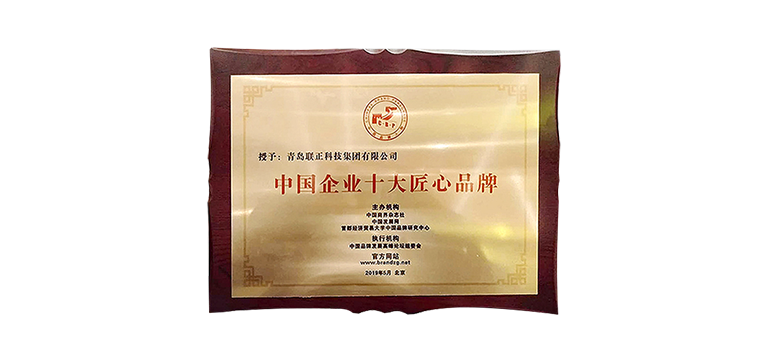 C·B·P
授予：青岛联正科技集团有限公司
中国企业十大匠心品牌
主办机构
中国商界杂志社
中国发展网
首都经济贸易大学中国品牌研究中心
执行机构
中国品牌发展高峰论坛组委会
官方网站
www.brandzg.net
2019年5月 北京